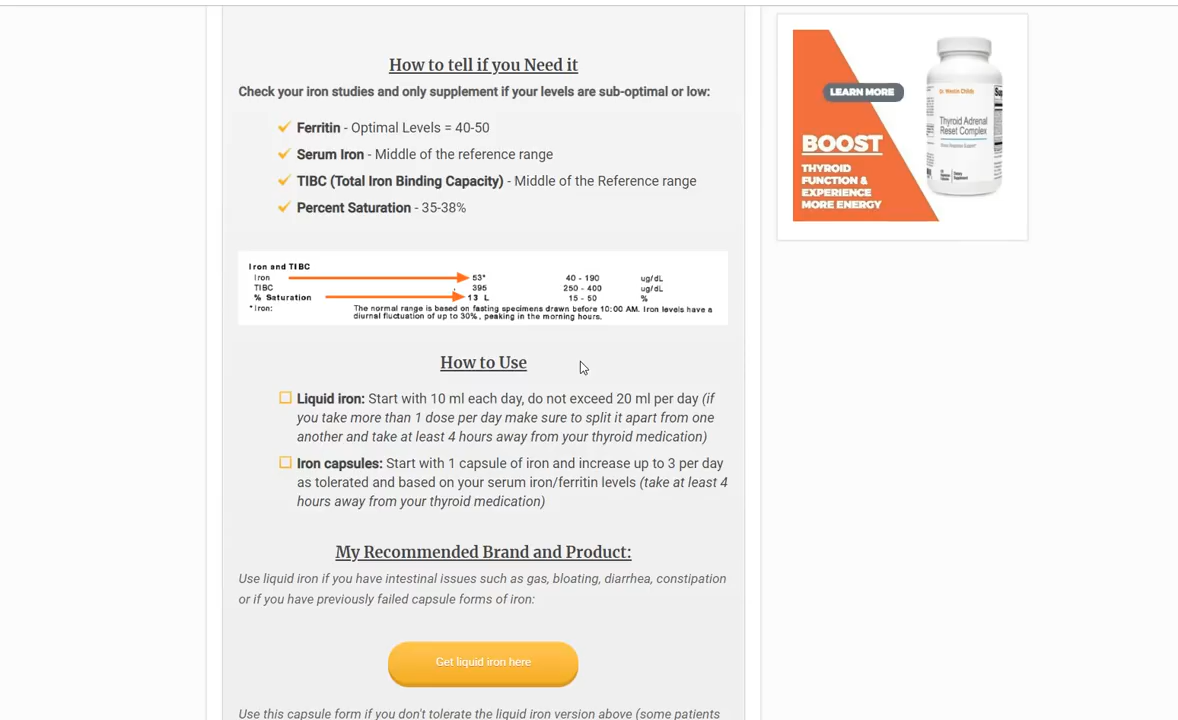 How to tell if you Need it
Check your iron studies and only supplement if your levels are sub-optimal or low:
Ferritin - Optimal Levels = 40-50
Serum Iron - Middle of the reference range
TIBC (Total Iron Binding Capacity) - Middle of the Reference range
Percent Saturation - 35-38%
Iron and TIBC
Iron 53* 40 - 190 ug/dL
TIBC 395 250 - 400 ug/dL
% Saturation 13 L 15 - 50 %
*Iron: The normal range is based on fasting specimens drawn before 10:00 AM. Iron levels have a
diurnal fluctuation of up to 30%, peaking in the morning hours.
How to Use
Liquid iron: Start with 10 ml each day, do not exceed 20 ml per day (if
you take more than 1 dose per day make sure to split it apart from one
another and take at least 4 hours away from your thyroid medication)
Iron capsules: Start with 1 capsule of iron and increase up to 3 per day
as tolerated and based on your serum iron/ferritin levels (take at least 4
hours away from your thyroid medication)
My Recommended Brand and Product:
Use liquid iron if you have intestinal issues such as gas, bloating, diarrhea, constipation
or if you have previously failed capsule forms of iron:
Get liquid iron here
Use this capsule form if you don't tolerate the liquid iron version above (some patients
LEARN MORE
BOOST
THYROID
FUNCTION &
EXPERIENCE
MORE ENERGY
Dr. Westin Childs
Thyroid Adrenal
Reset Complex